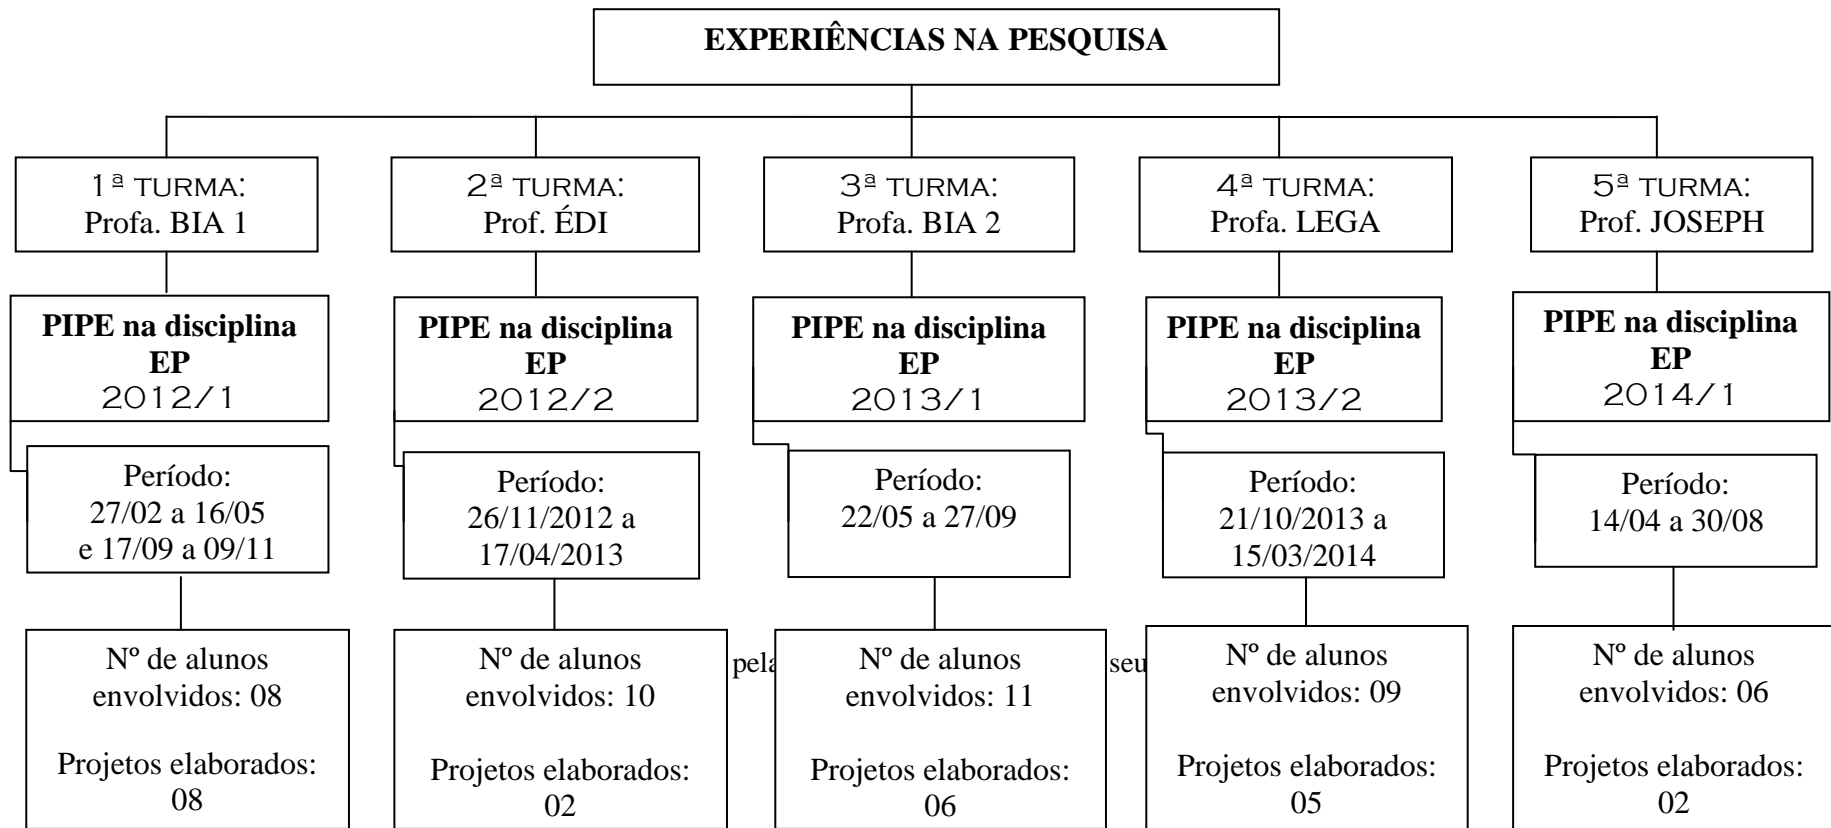 EXPERIÊNCIAS NA PESQUISA
1ª TURMA:
Profa. BIA 1
2ª TURMA:
Prof. ÉDI
3ª TURMA:
Profa. BIA 2
4ª TURMA:
Profa. LEGA
5ª TURMA:
Prof. JOSEPH
PIPE na disciplina
EP
2012/1
PIPE na disciplina
EP
2012/2
PIPE na disciplina
EP
2013/1
PIPE na disciplina
EP
2013/2
PIPE na disciplina
EP
2014/1
Período:
27/02 a 16/05
e 17/09 a 09/11
Período:
26/11/2012 a
17/04/2013
Período:
22/05 a 27/09
Período:
21/10/2013 a
15/03/2014
Período:
14/04 a 30/08
Nº de alunos
envolvidos: 08
Projetos elaborados:
08
Nº de alunos
envolvidos: 10
Projetos elaborados:
02
pela
Nº de alunos
envolvidos: 11
Projetos elaborados:
06
seu
Nº de alunos
envolvidos: 09
Projetos elaborados:
05
Nº de alunos
envolvidos: 06
Projetos elaborados:
02